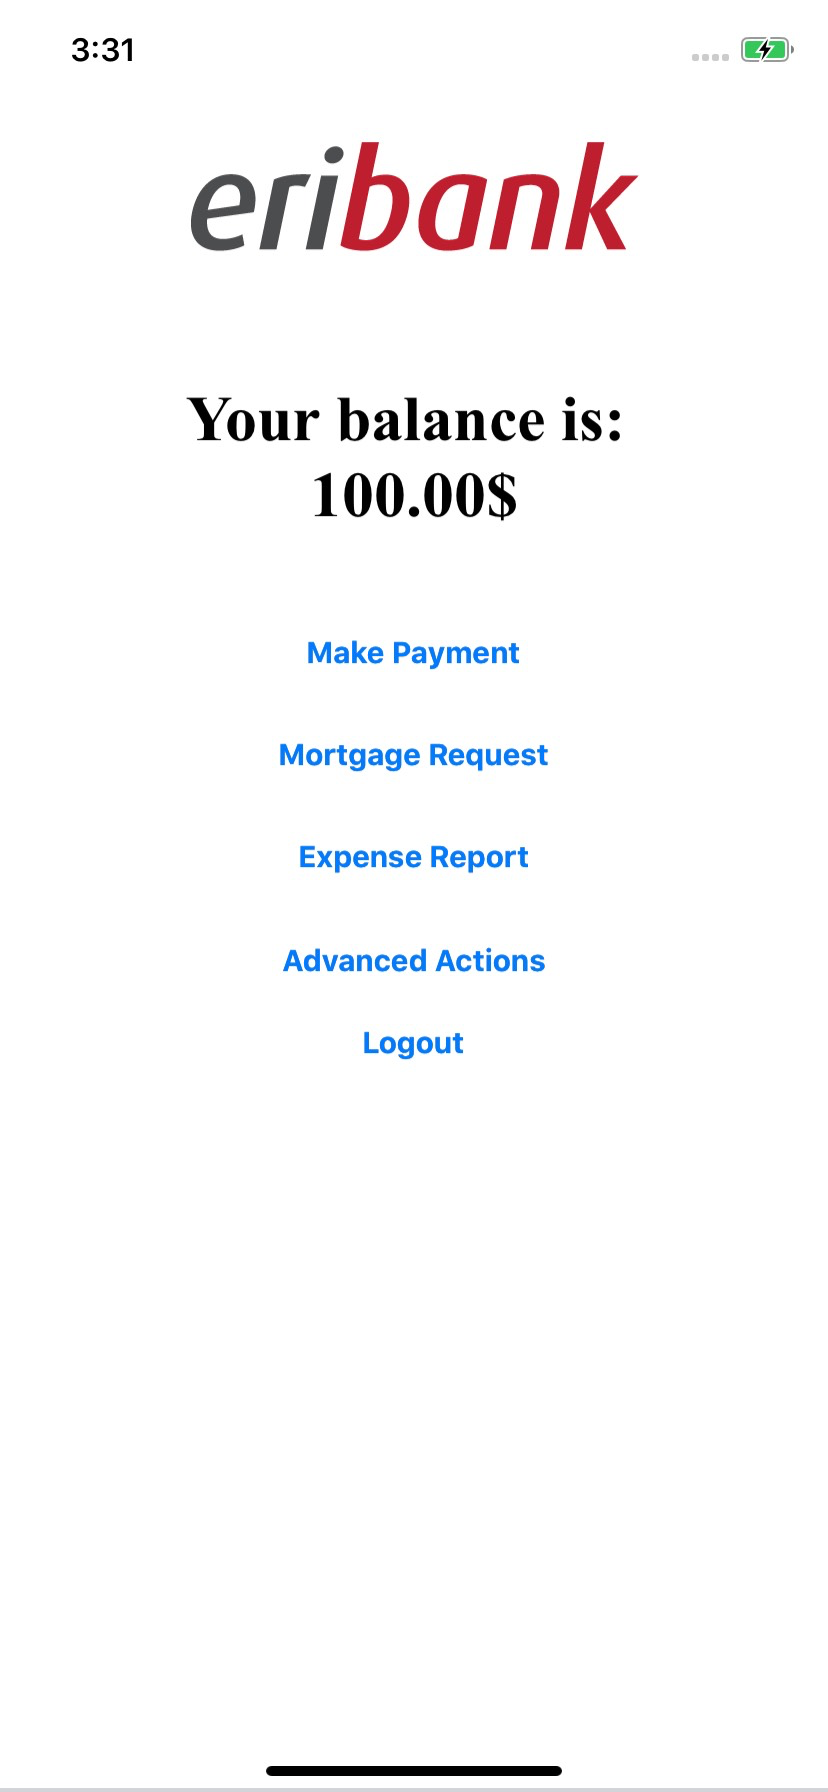 3:31
eribank
Your balance is:
100.00$
Make Payment
Mortgage Request
Expense Report
Advanced Actions
Logout